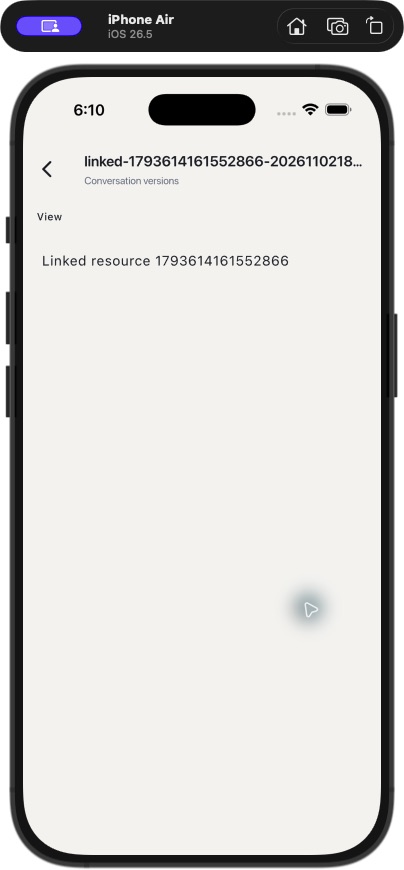 iPhone Air
iOS 26.5
6:10
linked-1793614161552866-2026110218...
Conversation versions
View
Linked resource 1793614161552866